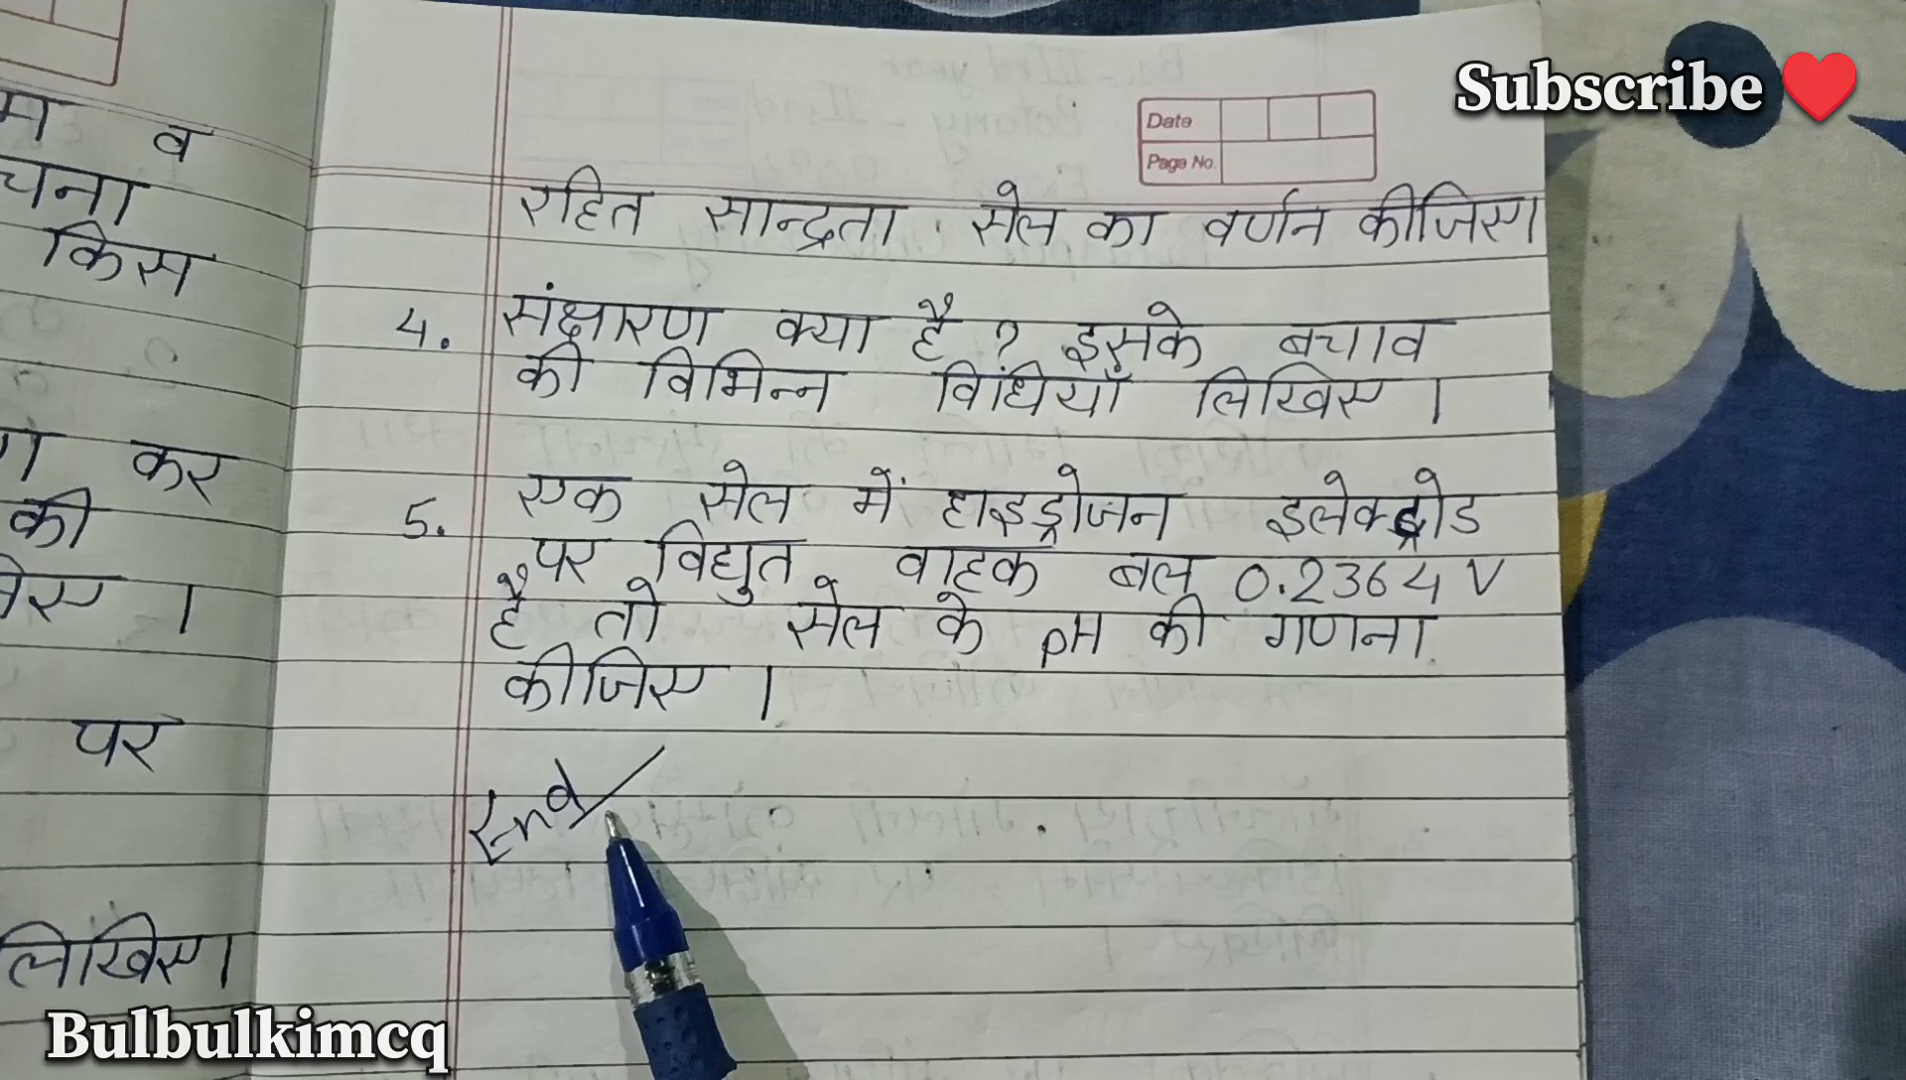 Subscribe ❤️
Date
Page No.
म व
चना
किस
कर
की
पर
लिखिए।
रहित सान्द्रता सेल का वर्णन कीजिए।
4. संक्षारण क्या है ? इसके बचाव
की विभिन्न विधियाँ लिखिए ।
5. एक सेल में हाइड्रोजन इलेक्ट्रोड
पर विद्युत वाहक बल 0.2364 V
है तो सेल के pH की गणना
कीजिए ।
End
Bulbulkimcq